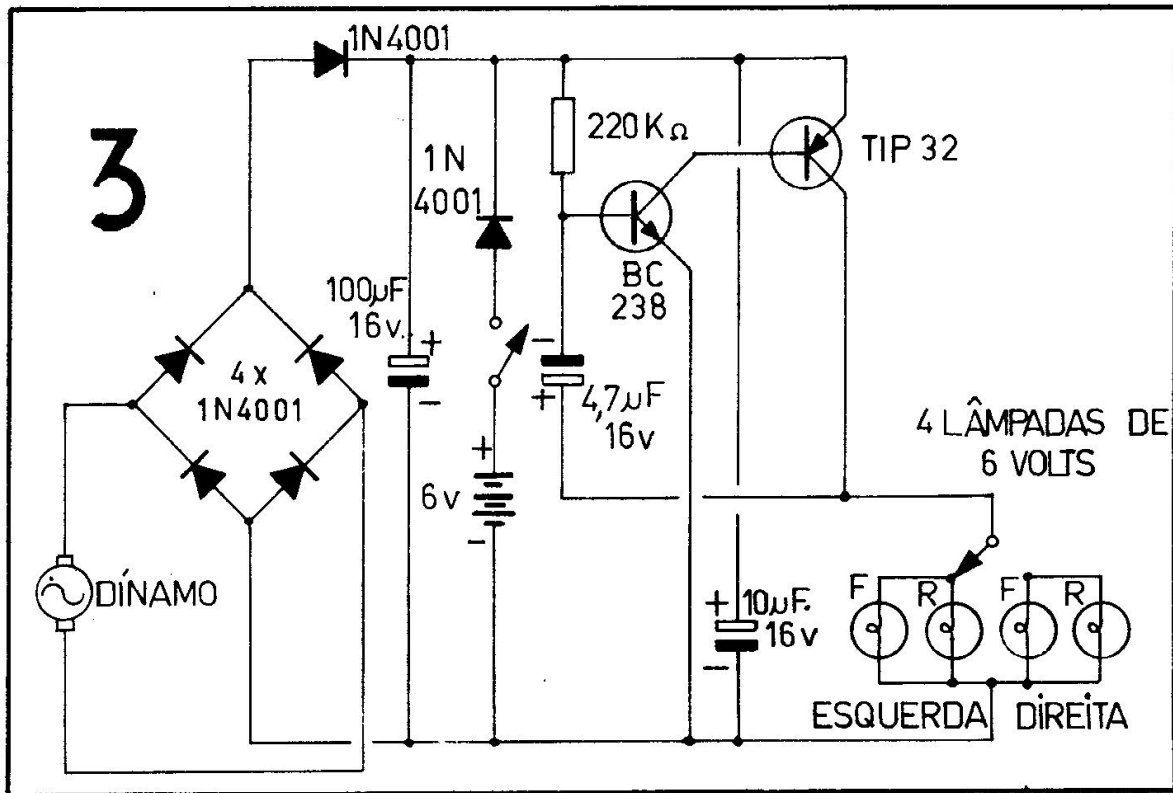 3
1N4001
220KΩ
TIP 32
1N
4001
BC
238
100µF
16v.
+
-
4 x
1N4001
-
+
4,7µF
16v
+
6v
-
4 LÂMPADAS DE
6 VOLTS
DÍNAMO
+
10µF.
16v
-
F
R
F
R
ESQUERDA
DIREITA